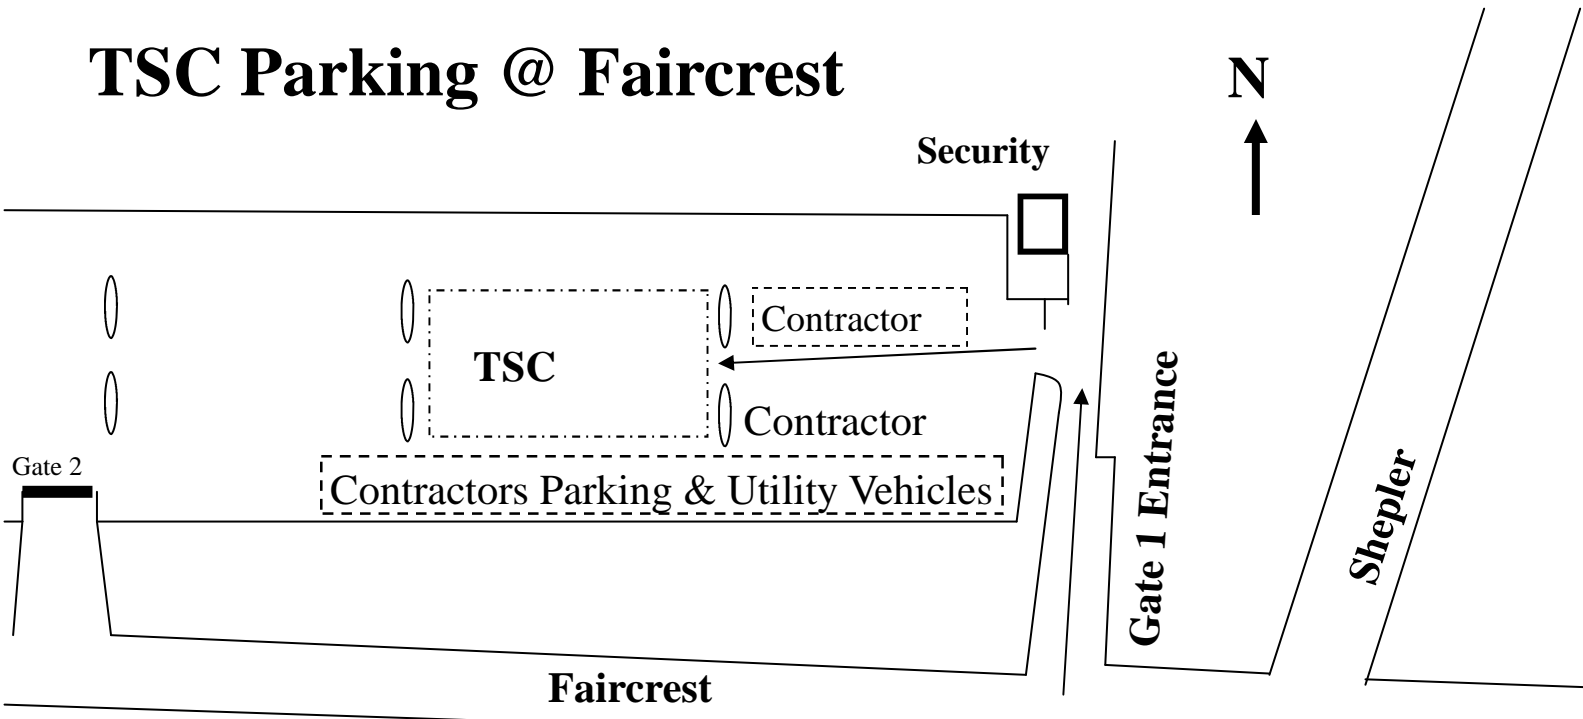 TSC Parking @ Faircrest
N
Security
Contractor
TSC
Contractor
Gate 2
Contractors Parking & Utility Vehicles
Gate 1 Entrance
Shepler
Faircrest